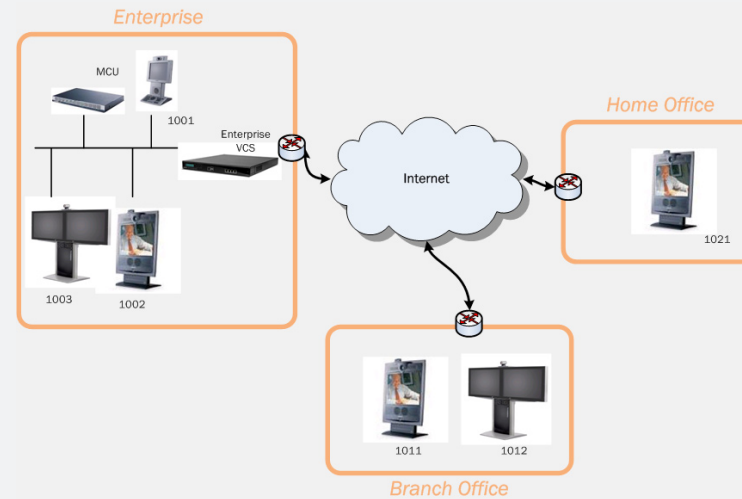 Enterprise
MCU
1001
Enterprise
VCS
1003
1002
Internet
Home Office
1021
1011
1012
Branch Office